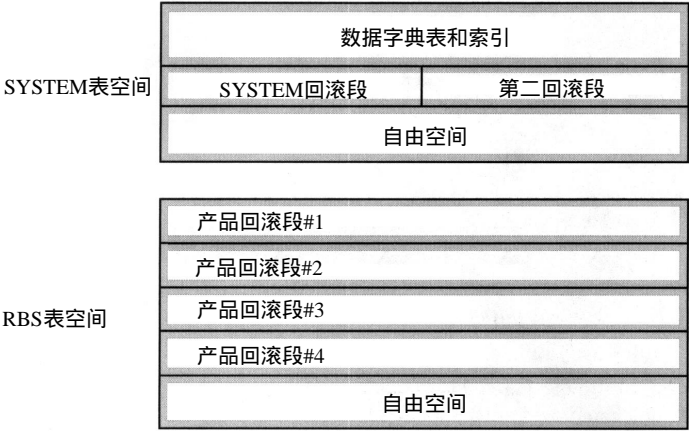 数据字典表和索引
SYSTEM表空间
SYSTEM回滚段
第二回滚段
自由空间
产品回滚段#1
产品回滚段#2
RBS表空间
产品回滚段#3
产品回滚段#4
自由空间